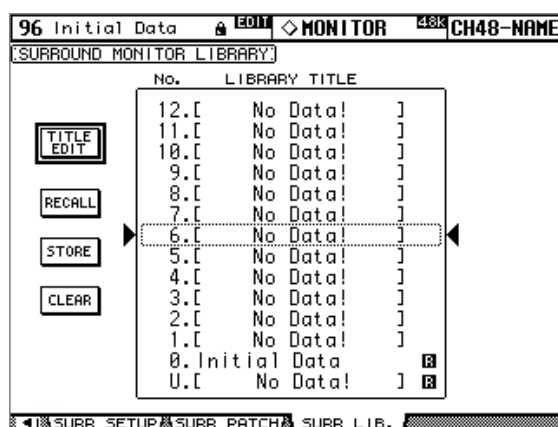 96 Initial Data EDIT ◇MONITOR 48K CH48-NAME
SURROUND MONITOR LIBRARY
No. LIBRARY TITLE
12.[ No Data! ]
TITLE EDIT
11.[ No Data! ]
10.[ No Data! ]
9.[ No Data! ]
RECALL
8.[ No Data! ]
7.[ No Data! ]
6.[ No Data! ]
STORE
5.[ No Data! ]
4.[ No Data! ]
CLEAR
3.[ No Data! ]
2.[ No Data! ]
1.[ No Data! ]
0.Initial Data R
U.[ No Data! ] R
SURR SETUP SURR PATCH SURR LIB.